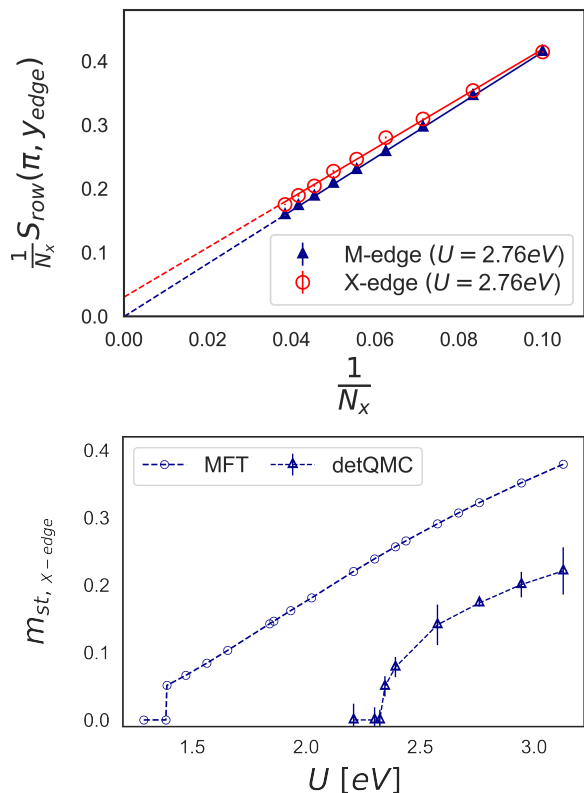 0.4
0.3
0.2
0.1
0.0
1/N_x S_row(π, y_edge)
M-edge (U = 2.76eV)
X-edge (U = 2.76eV)
0.00 0.02 0.04 0.06 0.08 0.10
1/N_x
0.4
0.3
0.2
0.1
0.0
m_st, X−edge
MFT detQMC
1.5 2.0 2.5 3.0
U [eV]